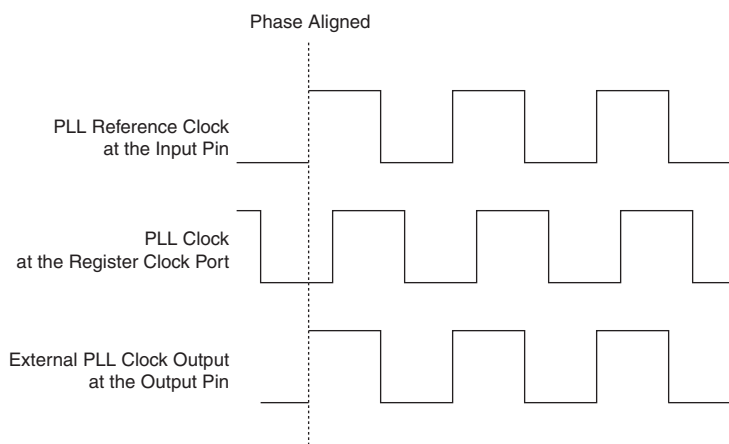 Phase Aligned
PLL Reference Clock
at the Input Pin
PLL Clock
at the Register Clock Port
External PLL Clock Output
at the Output Pin